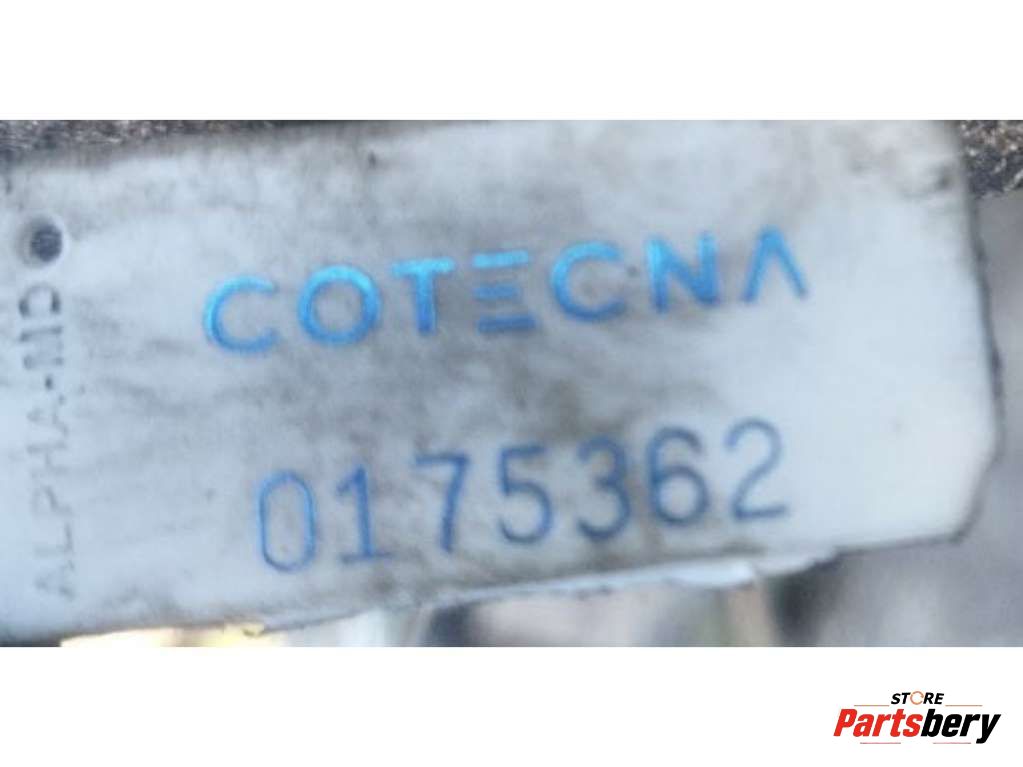 COTECNA
0175362
ALPHA-MD
STORE
Partsbery